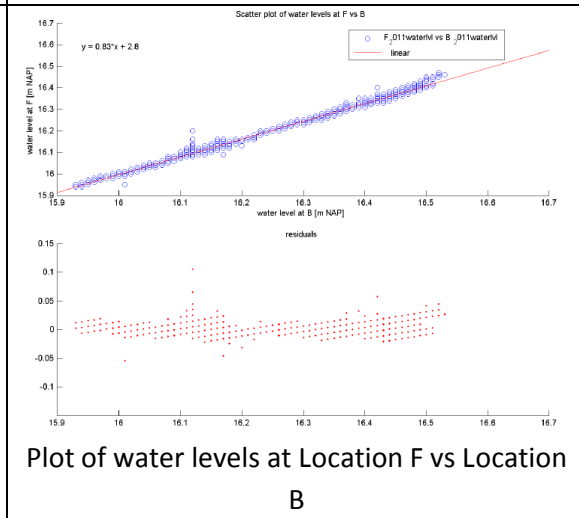 Scatter plot of water levels at F vs B
16.7
16.6
16.5
16.4
16.3
16.2
16.1
16
15.9
y = 0.83*x + 2.8
F_2011waterlvl vs B_2011waterlvl
linear
water level at F [m NAP]
15.9 16 16.1 16.2 16.3 16.4 16.5 16.6 16.7
water level at B [m NAP]
residuals
0.15
0.1
0.05
0
-0.05
-0.1
15.9 16 16.1 16.2 16.3 16.4 16.5 16.6 16.7
Plot of water levels at Location F vs Location
B